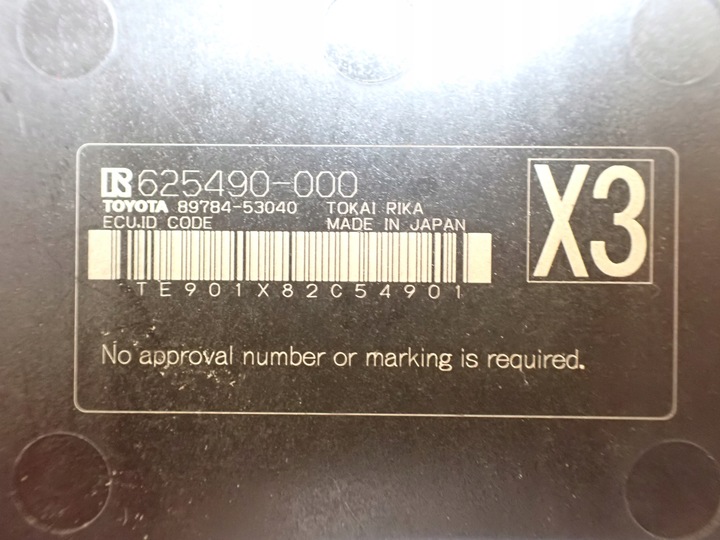 R 625490-000
TOYOTA 89784-53040 TOKAI RIKA
ECU,ID CODE MADE IN JAPAN
TE901X82C54901
X3
No approval number or marking is required.